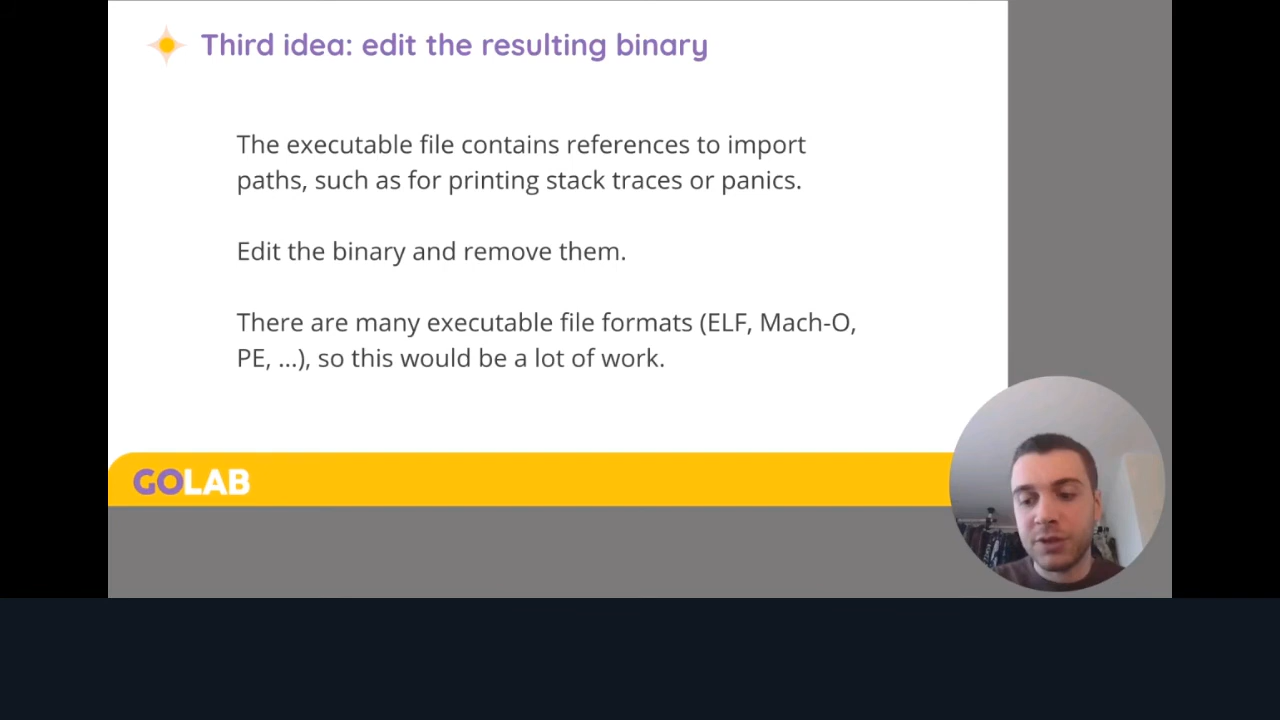 Third idea: edit the resulting binary
The executable file contains references to import
paths, such as for printing stack traces or panics.
Edit the binary and remove them.
There are many executable file formats (ELF, Mach-O,
PE, ...), so this would be a lot of work.
GOLAB